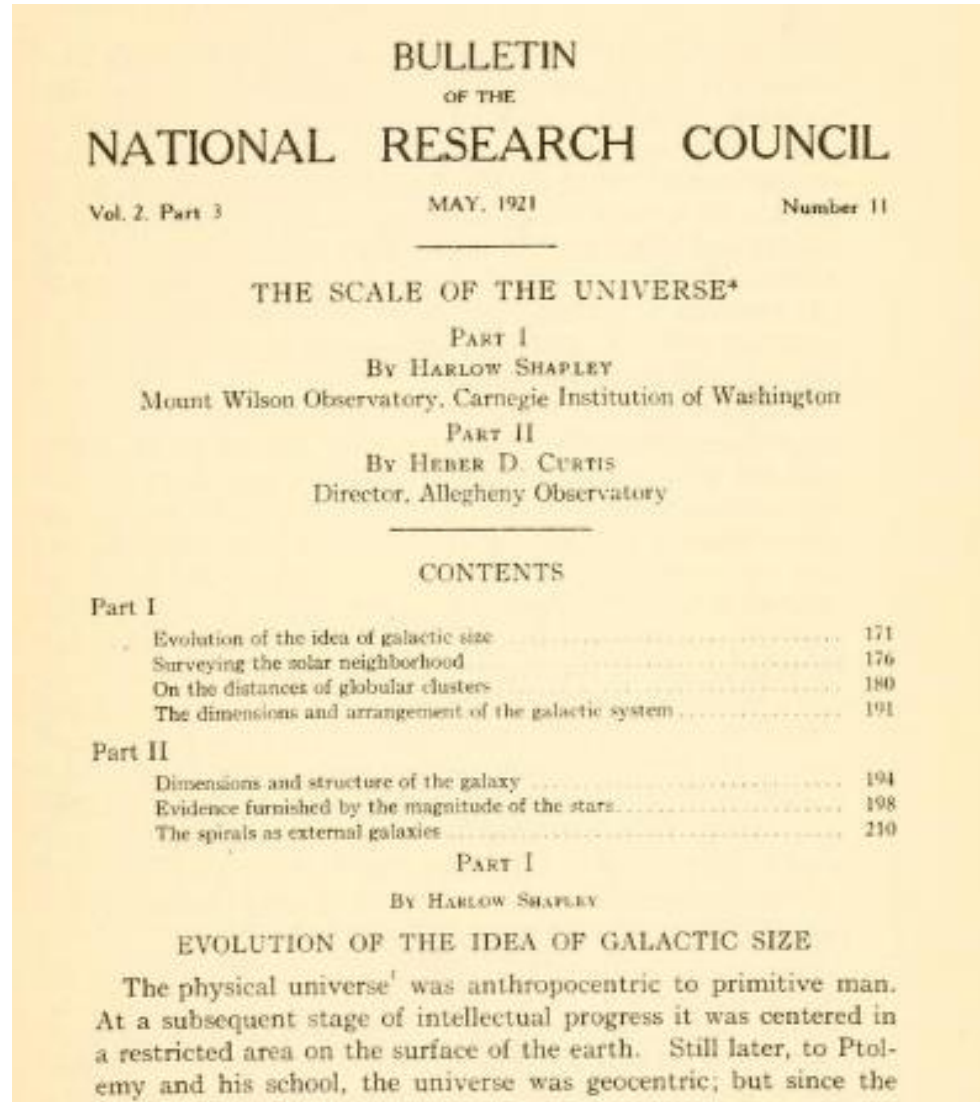 BULLETIN
OF THE
NATIONAL RESEARCH COUNCIL
Vol. 2. Part 3 MAY, 1921 Number 11
THE SCALE OF THE UNIVERSE*
PART I
BY HARLOW SHAPLEY
Mount Wilson Observatory, Carnegie Institution of Washington
PART II
BY HEBER D. CURTIS
Director, Allegheny Observatory
CONTENTS
Part I
Evolution of the idea of galactic size 171
Surveying the solar neighborhood 176
On the distances of globular clusters 180
The dimensions and arrangement of the galactic system 191
Part II
Dimensions and structure of the galaxy 194
Evidence furnished by the magnitude of the stars 198
The spirals as external galaxies 210
PART I
BY HARLOW SHAPLEY
EVOLUTION OF THE IDEA OF GALACTIC SIZE
The physical universe¹ was anthropocentric to primitive man.
At a subsequent stage of intellectual progress it was centered in
a restricted area on the surface of the earth. Still later, to Ptol-
emy and his school, the universe was geocentric; but since the